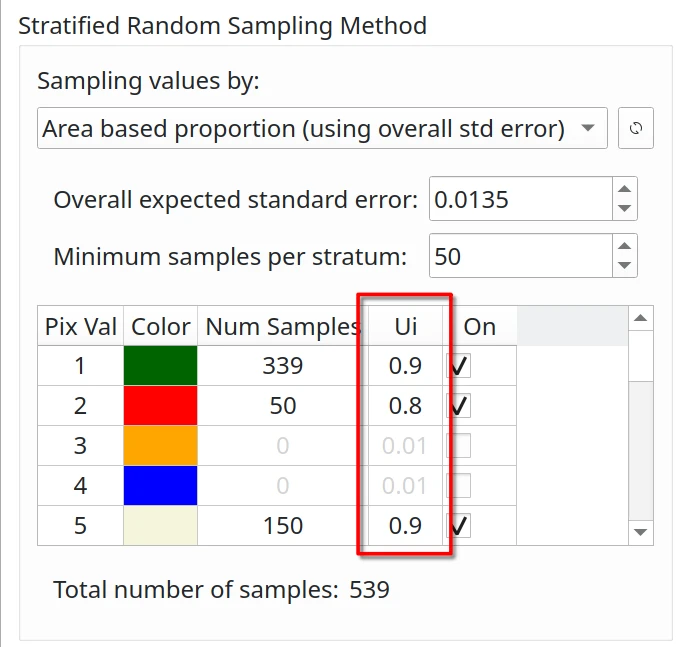 Stratified Random Sampling Method
Sampling values by:
Area based proportion (using overall std error)
Overall expected standard error: 0.0135
Minimum samples per stratum: 50
Pix Val Color Num Samples Ui On
1 339 0.9
2 50 0.8
3 0 0.01
4 0 0.01
5 150 0.9
Total number of samples: 539